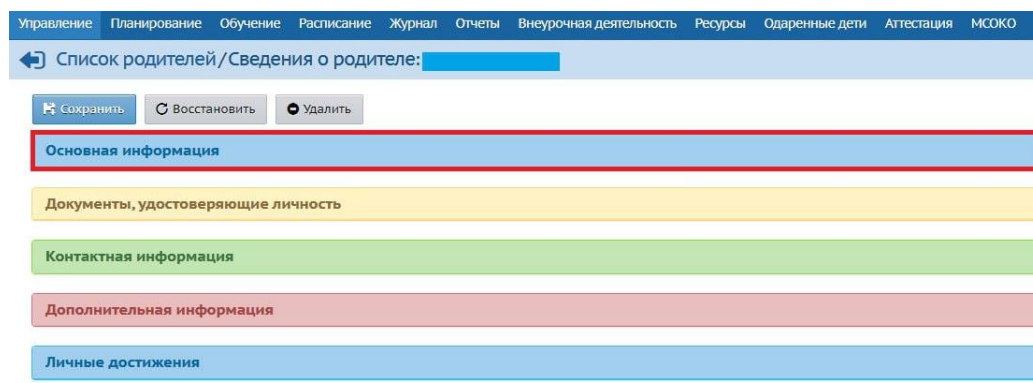 Управление Планирование Обучение Расписание Журнал Отчеты Внеурочная деятельность Ресурсы Одаренные дети Аттестация МСОКО
Список родителей/Сведения о родителе:
Сохранить Восстановить Удалить
Основная информация
Документы, удостоверяющие личность
Контактная информация
Дополнительная информация
Личные достижения